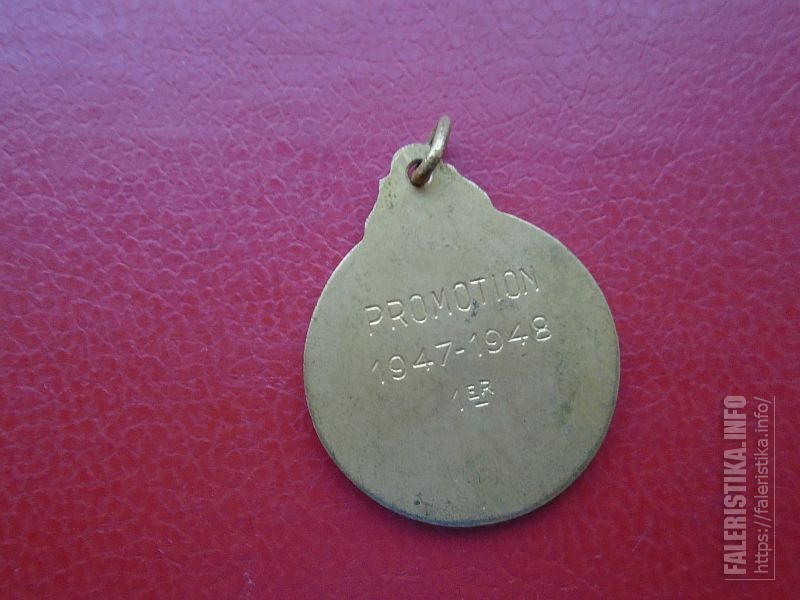 PROMOTION
1947-1948
1ER
FALERISTIKA.INFO
https://faleristika.info/